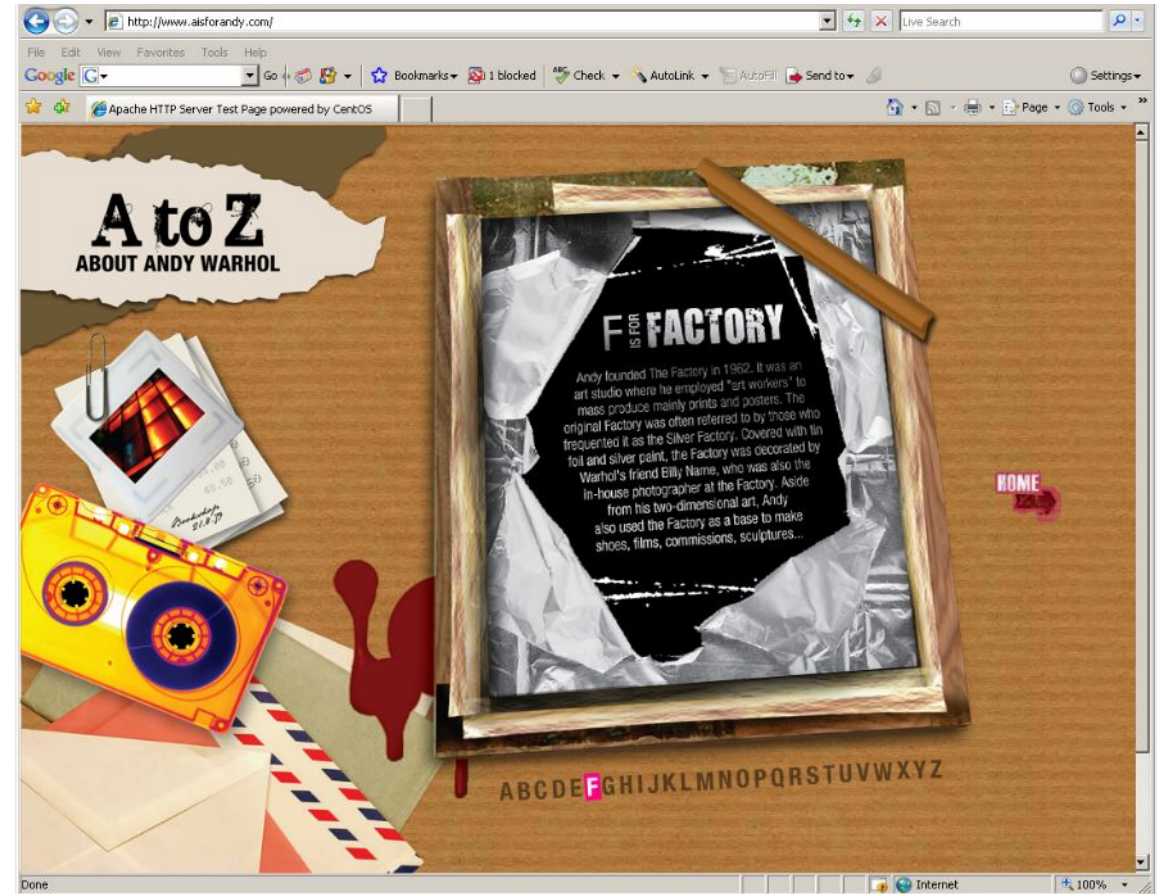 http://www.aisforandy.com/
Live Search
File Edit View Favorites Tools Help
Google G Go Bookmarks 1 blocked ABC Check AutoLink AutoFill Send to Settings
Apache HTTP Server Test Page powered by CentOS
Page Tools
A to Z
ABOUT ANDY WARHOL
F IS FOR FACTORY
Andy founded The Factory in 1962. It was an
art studio where he employed "art workers" to
mass produce mainly prints and posters. The
original Factory was often referred to by those who
frequented it as the Silver Factory. Covered with tin
foil and silver paint, the Factory was decorated by
Warhol's friend Billy Name, who was also the
in-house photographer at the Factory. Aside
from his two-dimensional art, Andy
also used the Factory as a base to make
shoes, films, commissions, sculptures...
48.50
Bookshop
HOME
ABCDEFGHIJKLMNOPQRSTUVWXYZ
Done
Internet
100%